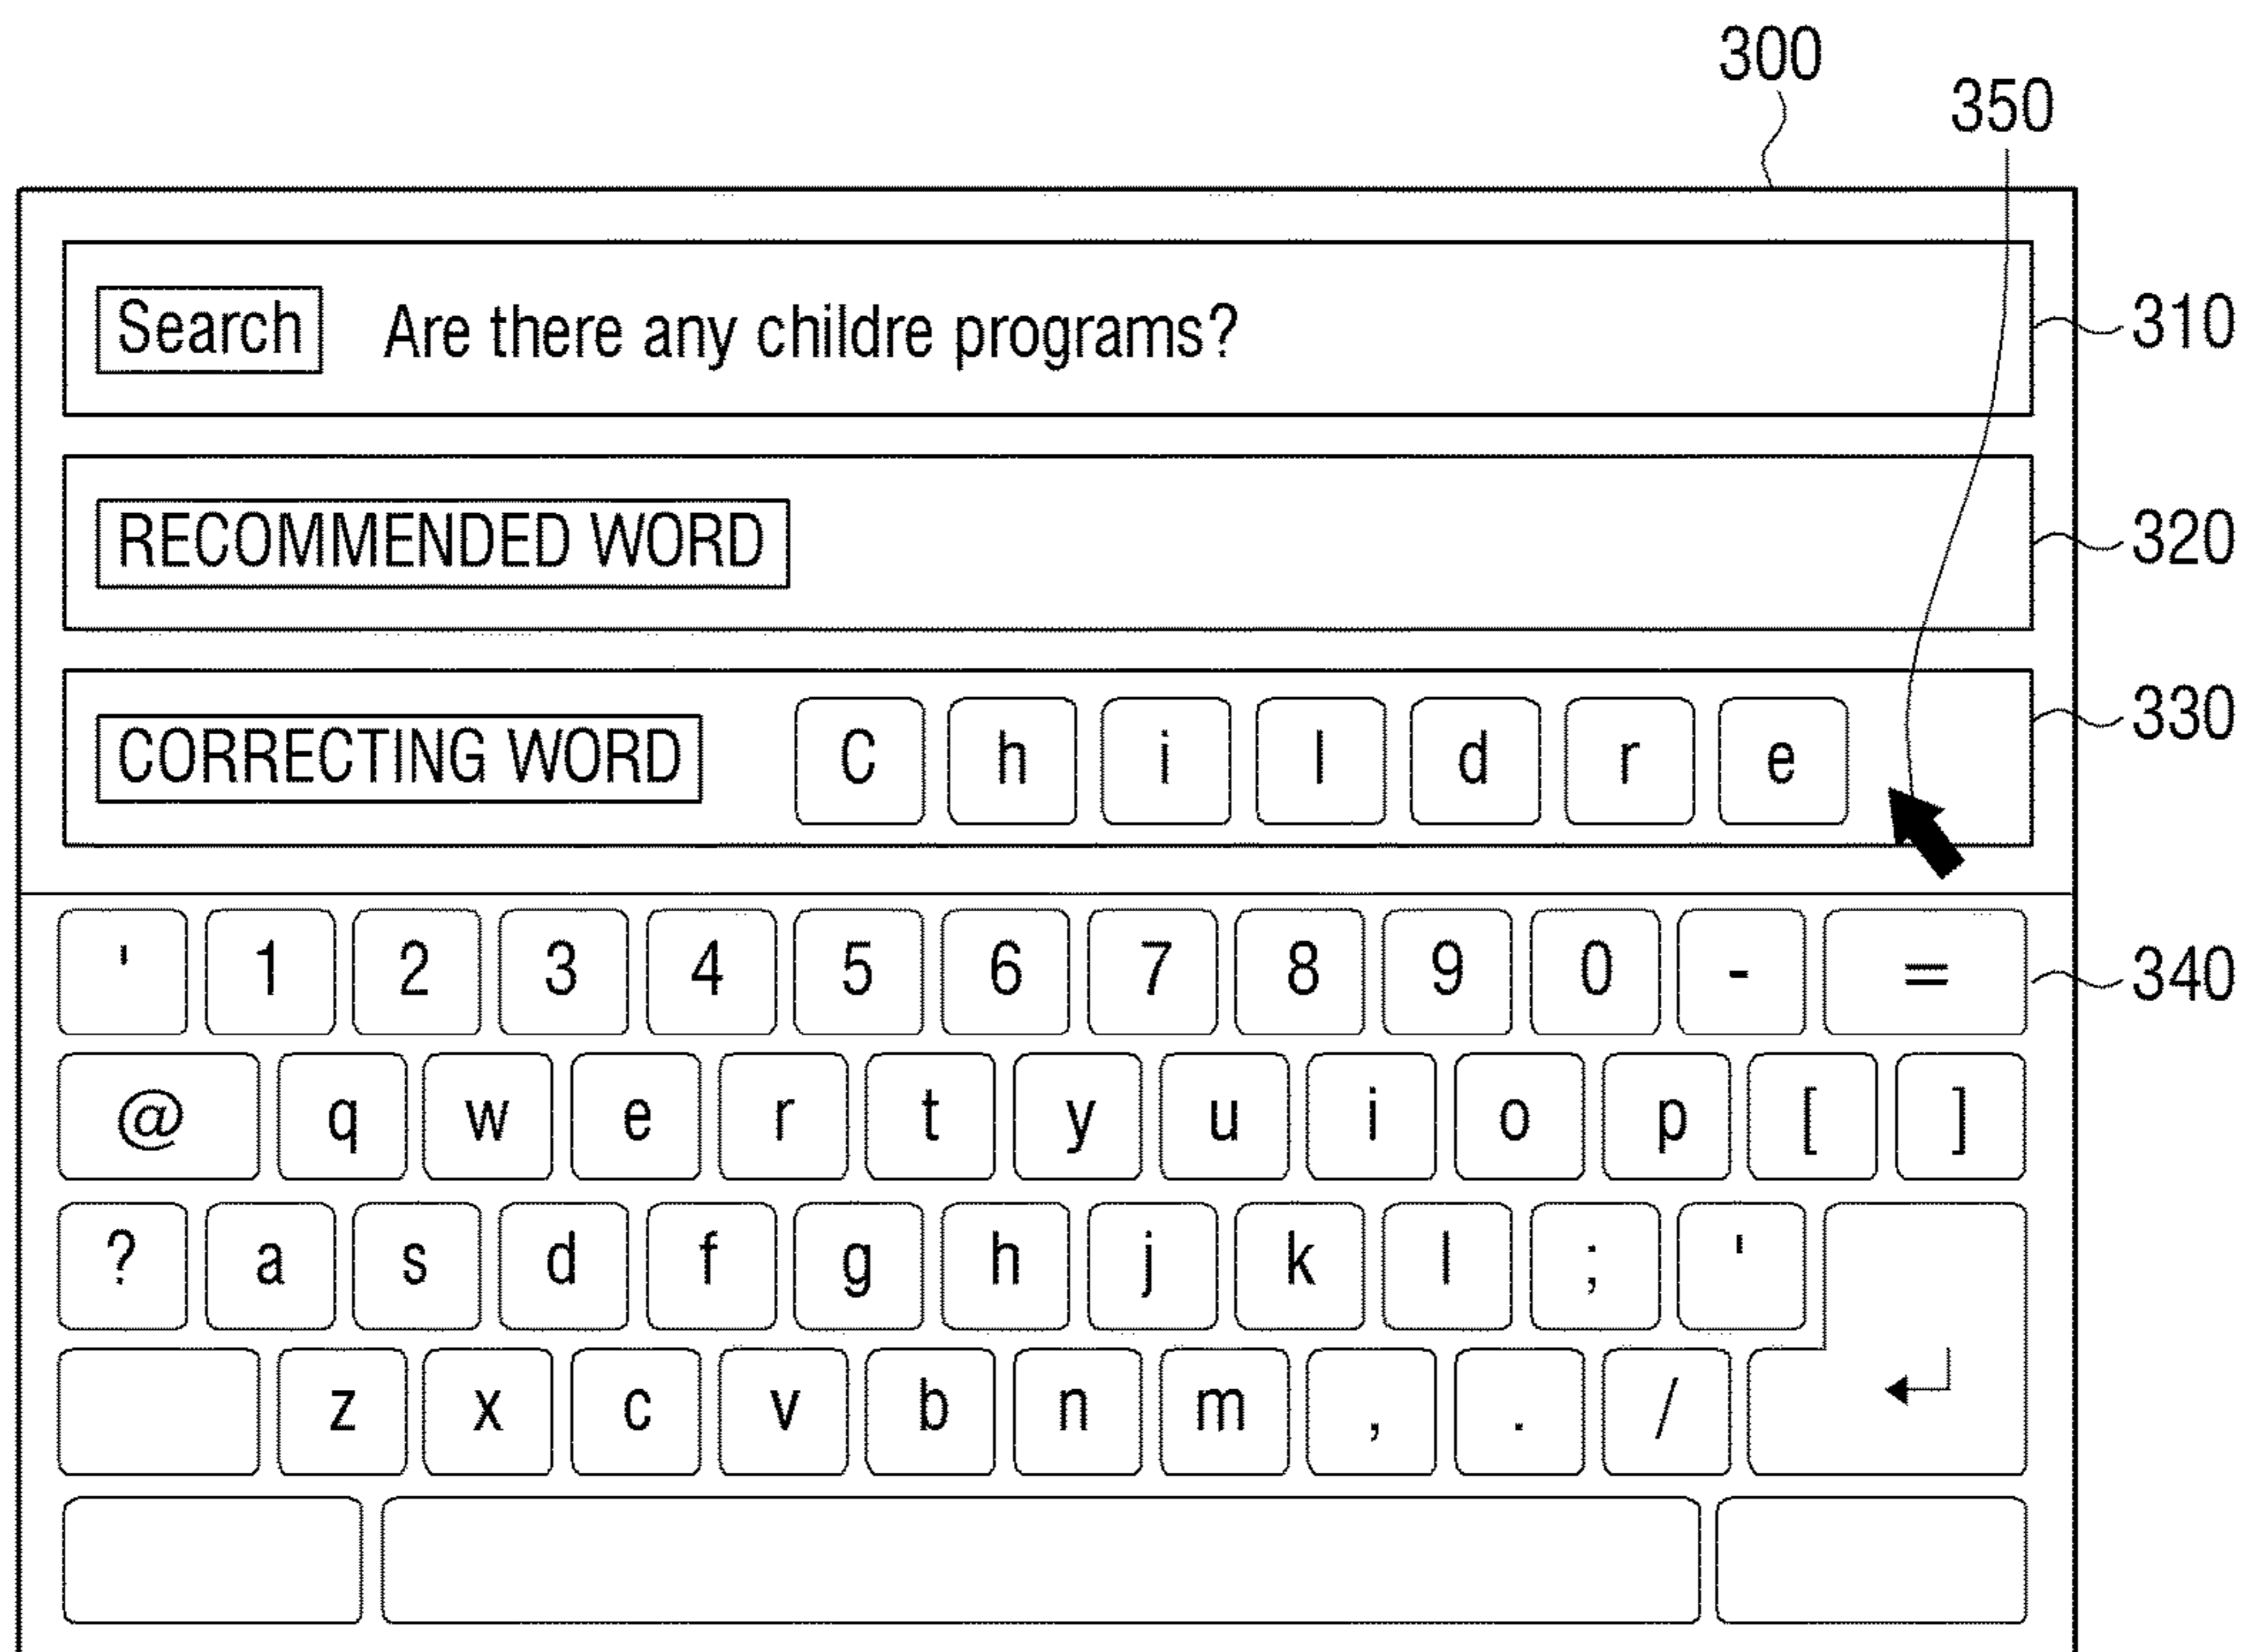 300
350
Search Are there any childre programs? 310
RECOMMENDED WORD 320
CORRECTING WORD C h i l d r e 330
' 1 2 3 4 5 6 7 8 9 0 - = 340
@ q w e r t y u i o p [ ]
? a s d f g h j k l ; '
z x c v b n m , . /